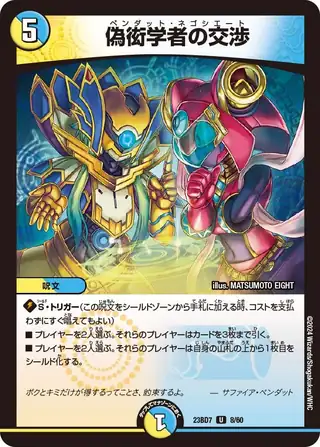 5
ペンダット・ネゴシエート
偽衒学者の交渉
呪文
illus. MATSUMOTO EIGHT
S・トリガー(この呪文をシールドゾーンから手札に加える時、コストを支
払わずにすぐ唱えてもよい)
■ プレイヤーを2人選ぶ。それらのプレイヤーはカードを3枚まで引く。
■ プレイヤーを2人選ぶ。それらのプレイヤーは自身の山札の上から1枚目を
シールド化する。
ボクとキミだけが得するってことさ、約束するよ。 ― サファイア・ペンダット
1
23BD7 U 8/60
©2024 Wizards/Shogakukan/WHC